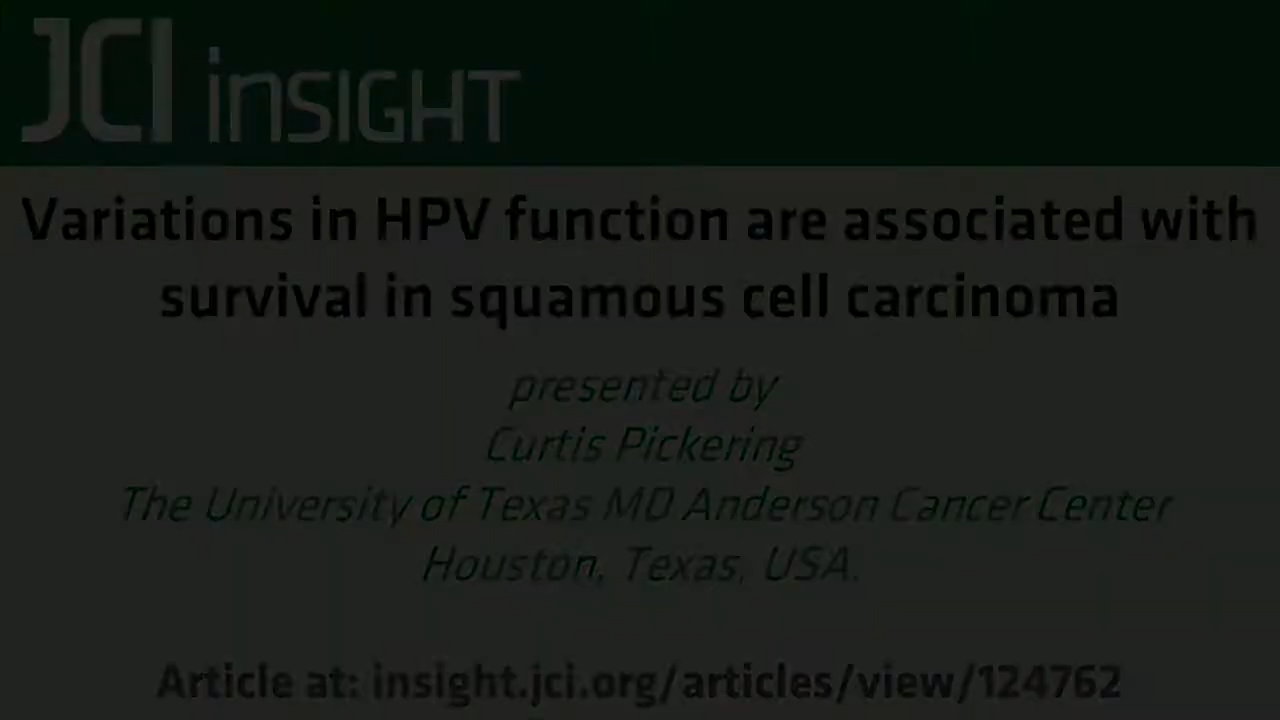 JCI inSIGHT
Variations in HPV function are associated with
survival in squamous cell carcinoma
presented by
Curtis Pickering
The University of Texas MD Anderson Cancer Center
Houston, Texas, USA.
Article at: insight.jci.org/articles/view/124762